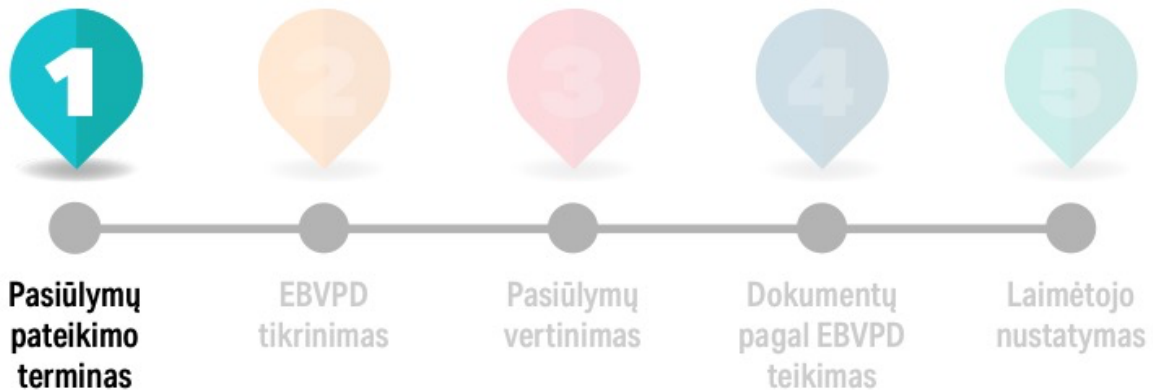 1
2
3
4
5
Pasiūlymų
pateikimo
terminas
EBVPD
tikrinimas
Pasiūlymų
vertinimas
Dokumentų
pagal EBVPD
teikimas
Laimėtojo
nustatymas